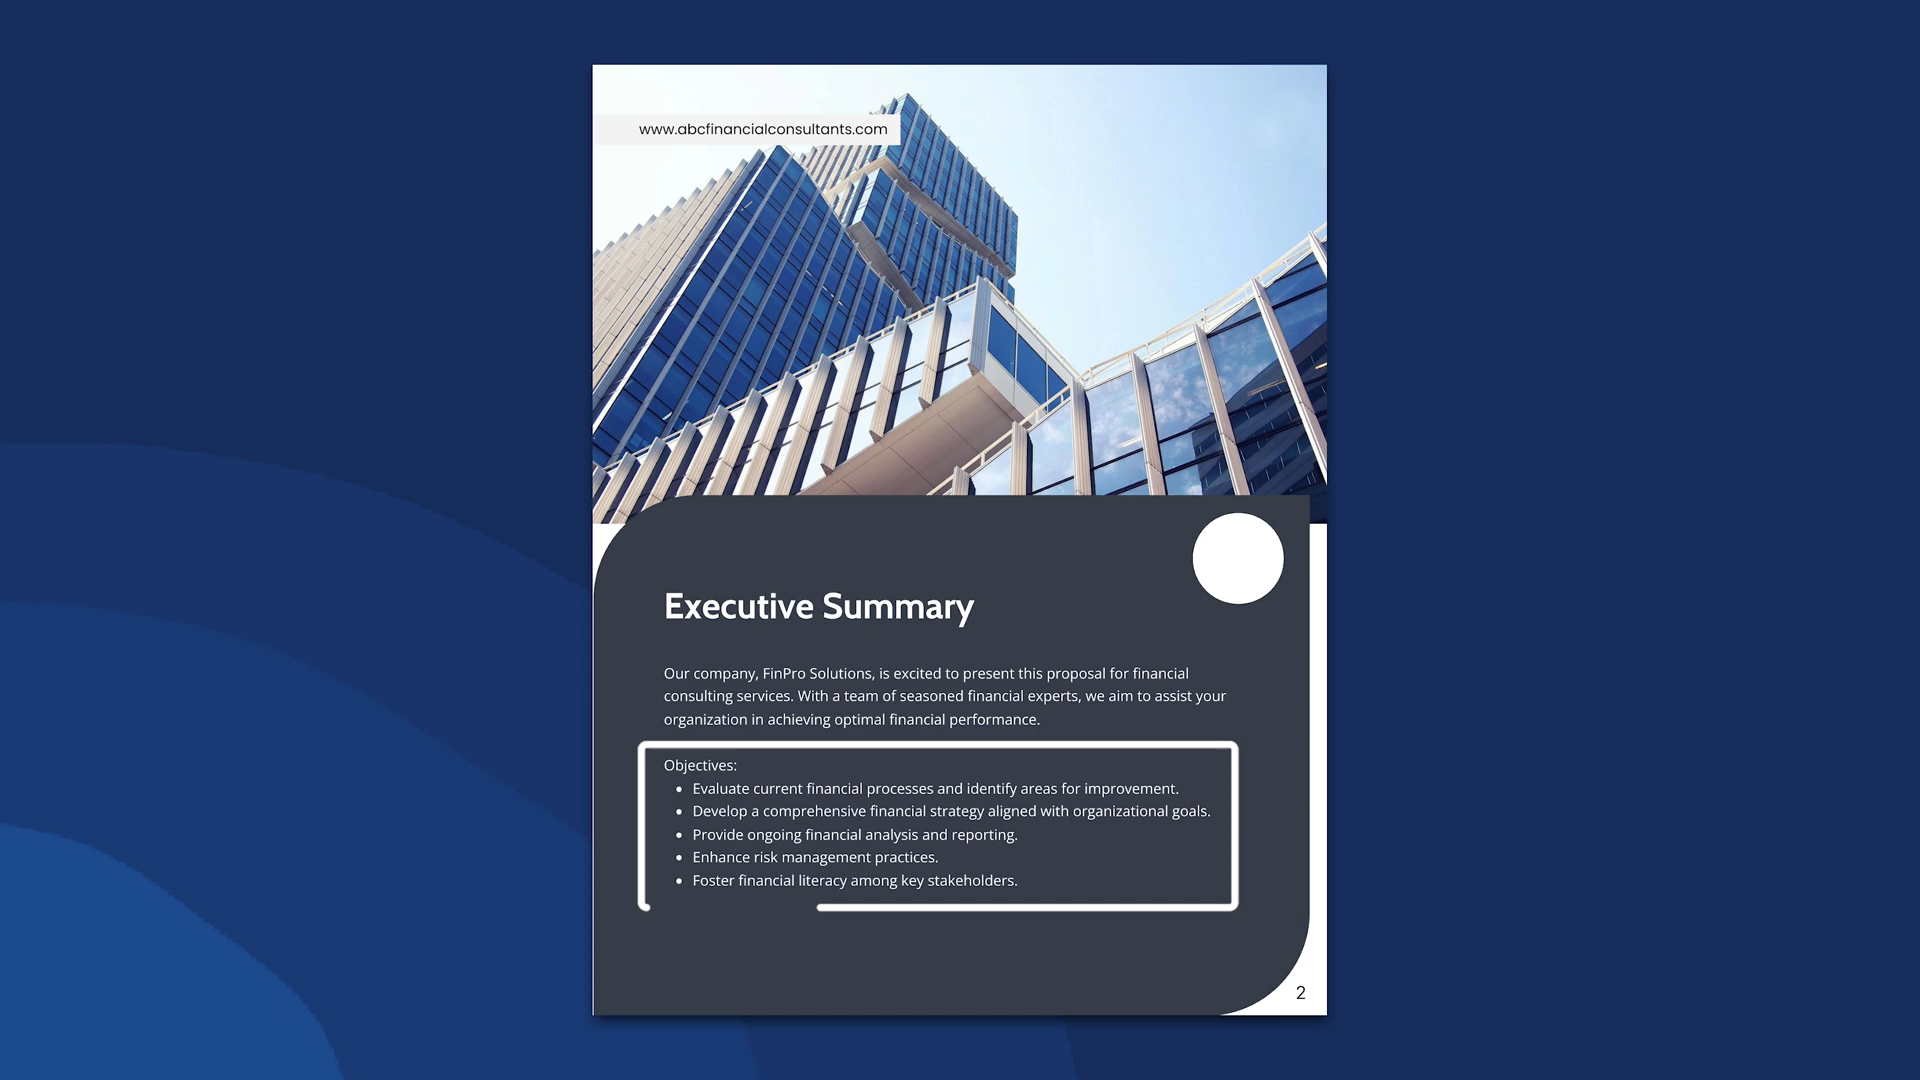 www.abcfinancialconsultants.com
Executive Summary
Our company, FinPro Solutions, is excited to present this proposal for financial
consulting services. With a team of seasoned financial experts, we aim to assist your
organization in achieving optimal financial performance.
Objectives:
• Evaluate current financial processes and identify areas for improvement.
• Develop a comprehensive financial strategy aligned with organizational goals.
• Provide ongoing financial analysis and reporting.
• Enhance risk management practices.
• Foster financial literacy among key stakeholders.
2